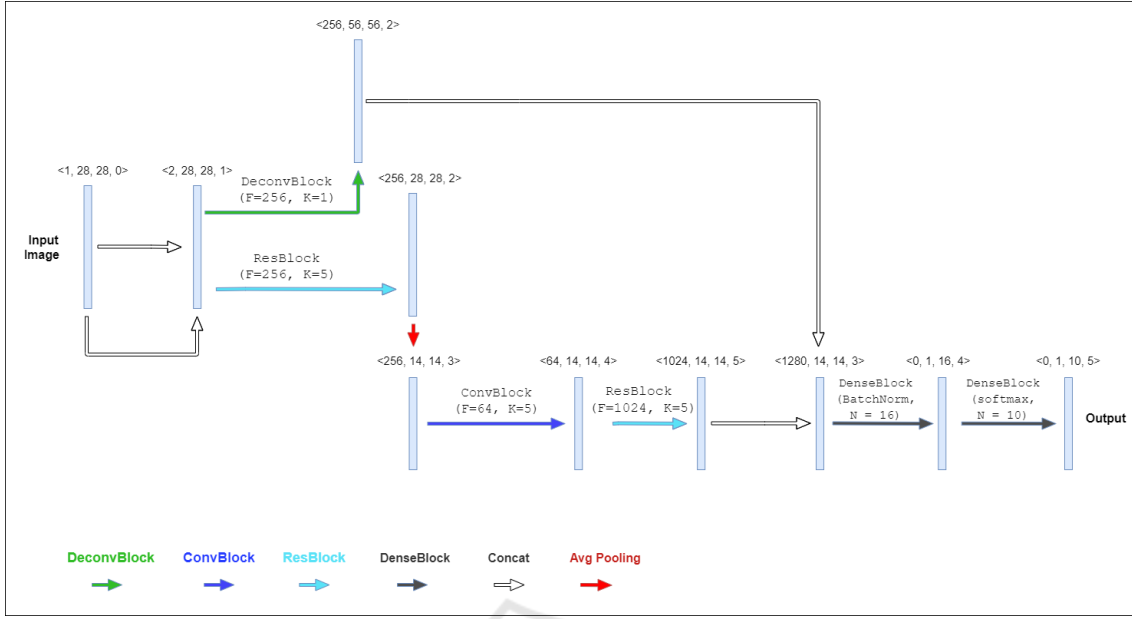 <256, 56, 56, 2>
<1, 28, 28, 0>
<2, 28, 28, 1>
DeconvBlock
(F=256, K=1)
<256, 28, 28, 2>
Input
Image
ResBlock
(F=256, K=5)
<256, 14, 14, 3>
<64, 14, 14, 4>
<1024, 14, 14, 5>
<1280, 14, 14, 3>
<0, 1, 16, 4>
<0, 1, 10, 5>
ConvBlock
(F=64, K=5)
ResBlock
(F=1024, K=5)
DenseBlock
(BatchNorm,
N = 16)
DenseBlock
(softmax,
N = 10)
Output
DeconvBlock
ConvBlock
ResBlock
DenseBlock
Concat
Avg Pooling